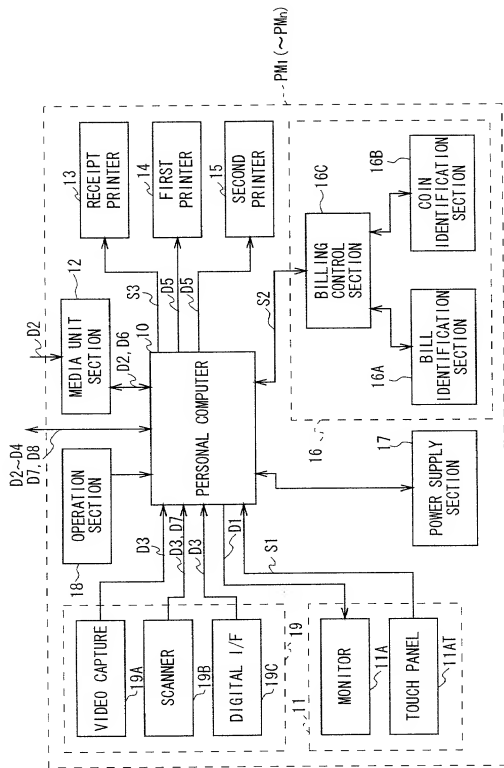 PM1 (~PMn)
D2~D4
D7, D8
D2
18
OPERATION
SECTION
12
MEDIA UNIT
SECTION
D2, D6
10
PERSONAL COMPUTER
13
RECEIPT
PRINTER
14
FIRST
PRINTER
15
SECOND
PRINTER
S3
D5
D5
S2
VIDEO CAPTURE
19A
SCANNER
19B
DIGITAL I/F
19C
19
D3
D3, D7
D3
D1
S1
11
MONITOR
11A
TOUCH PANEL
11AT
17
POWER SUPPLY
SECTION
16
16C
BILLING
CONTROL
SECTION
16A
BILL
IDENTIFICATION
SECTION
16B
COIN
IDENTIFICATION
SECTION